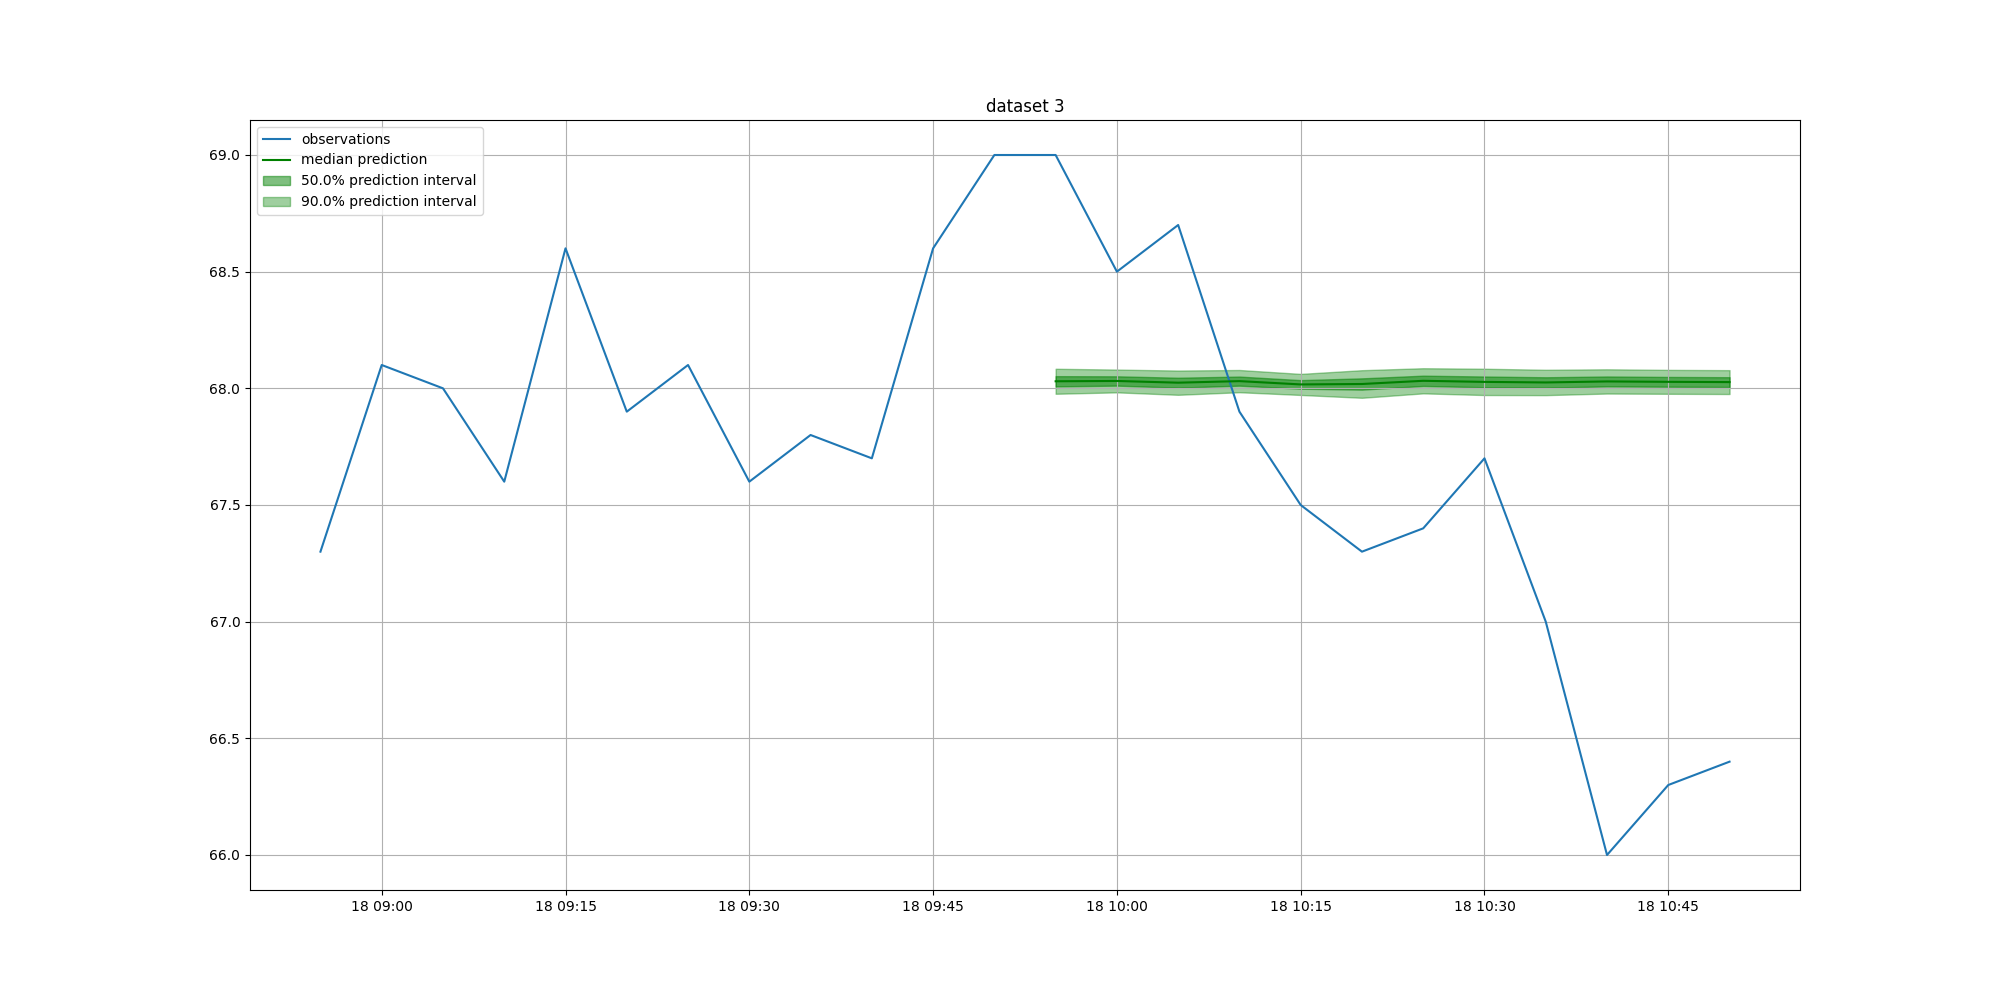 dataset 3
observations
median prediction
50.0% prediction interval
90.0% prediction interval
69.0
68.5
68.0
67.5
67.0
66.5
66.0
18 09:00 18 09:15 18 09:30 18 09:45 18 10:00 18 10:15 18 10:30 18 10:45